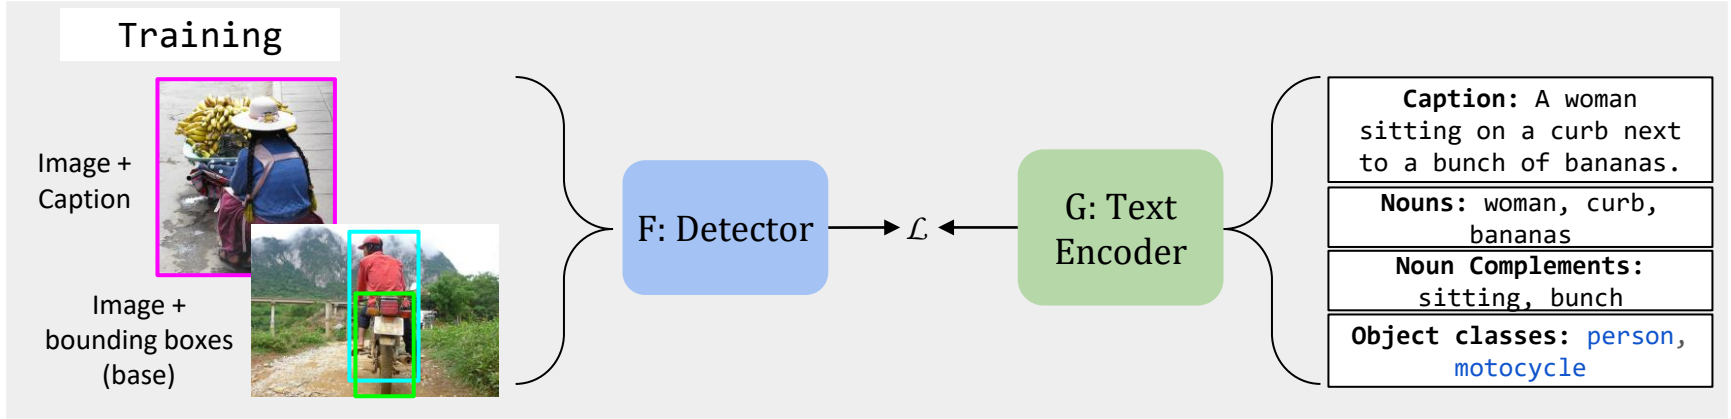 Training
Image +
Caption
Image +
bounding boxes
(base)
F: Detector
ℒ
G: Text
Encoder
Caption: A woman
sitting on a curb next
to a bunch of bananas.
Nouns: woman, curb,
bananas
Noun Complements:
sitting, bunch
Object classes: person,
motocycle